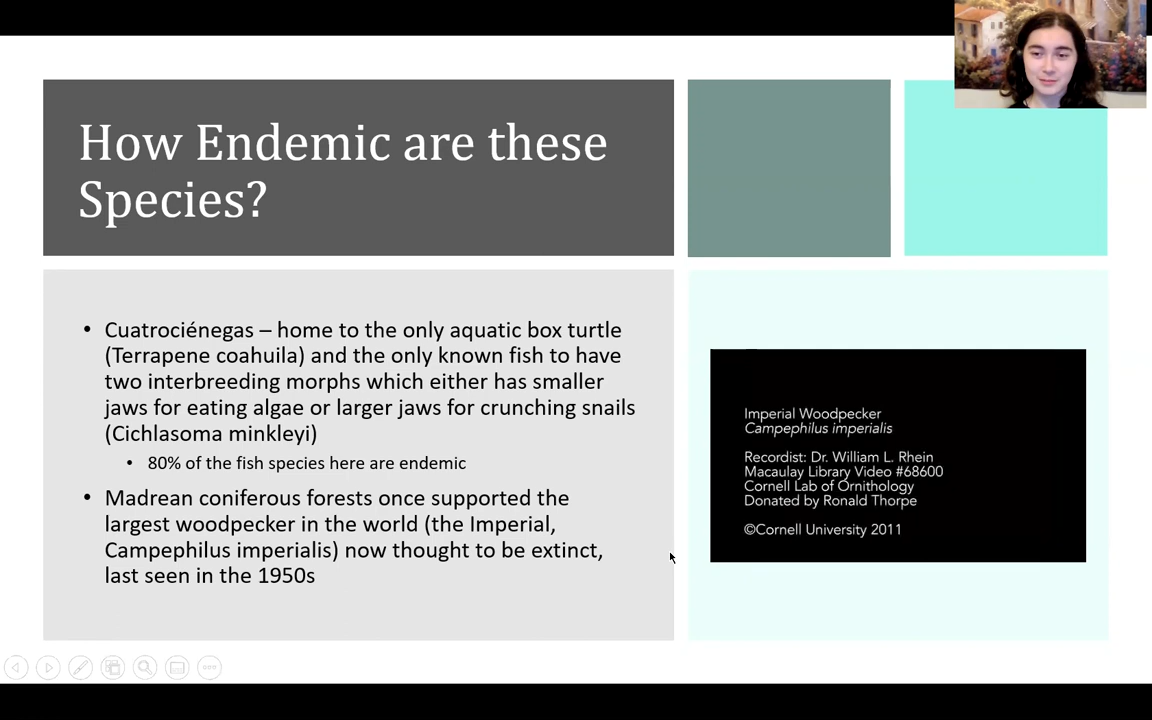 How Endemic are these
Species?
• Cuatrociénegas – home to the only aquatic box turtle
(Terrapene coahuila) and the only known fish to have
two interbreeding morphs which either has smaller
jaws for eating algae or larger jaws for crunching snails
(Cichlasoma minkleyi)
• 80% of the fish species here are endemic
• Madrean coniferous forests once supported the
largest woodpecker in the world (the Imperial,
Campephilus imperialis) now thought to be extinct,
last seen in the 1950s
Imperial Woodpecker
Campephilus imperialis
Recordist: Dr. William L. Rhein
Macaulay Library Video #68600
Cornell Lab of Ornithology
Donated by Ronald Thorpe
©Cornell University 2011